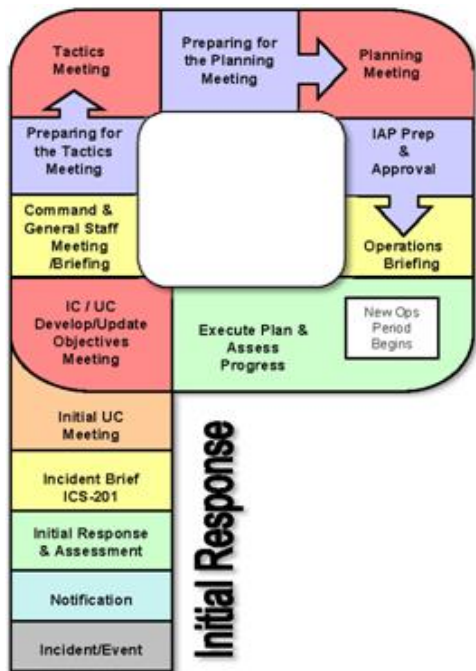 Tactics
Meeting
Preparing for
the Planning
Meeting
Planning
Meeting
Preparing for
the Tactics
Meeting
IAP Prep
&
Approval
Command &
General Staff
Meeting
/Briefing
Operations
Briefing
IC / UC
Develop/Update
Objectives
Meeting
Execute Plan &
Assess
Progress
New Ops
Period
Begins
Initial UC
Meeting
Incident Brief
ICS-201
Initial Response
& Assessment
Notification
Incident/Event
Initial Response